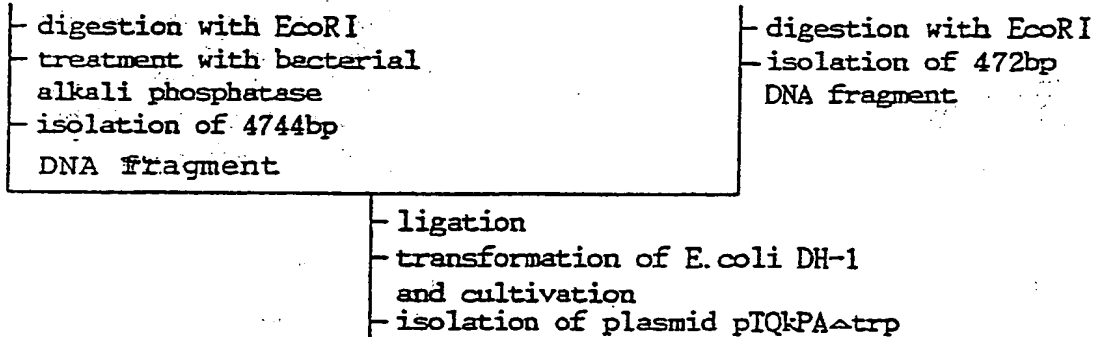 digestion with EcoRI
treatment with bacterial
alkali phosphatase
isolation of 4744bp
DNA fragment
digestion with EcoRI
isolation of 472bp
DNA fragment
ligation
transformation of E.coli DH-1
and cultivation
isolation of plasmid pTQkPA△trp